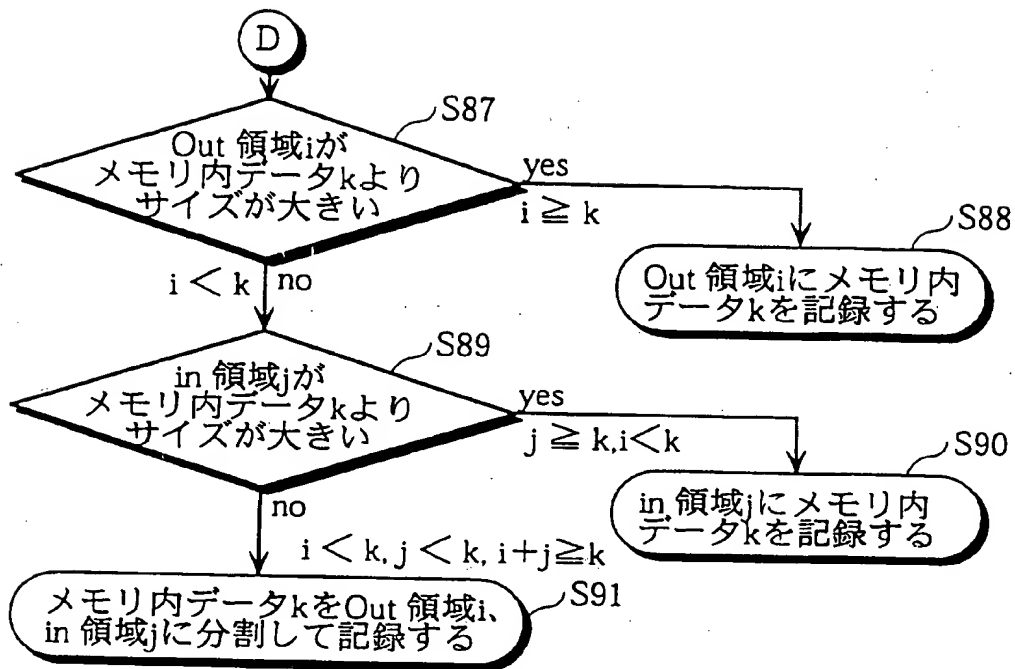 D
S87
Out 領域iが
メモリ内データkより
サイズが大きい
yes
i ≧ k
S88
Out 領域iにメモリ内
データkを記録する
i < k
no
S89
in 領域jが
メモリ内データkより
サイズが大きい
yes
j ≧ k,i<k
S90
in 領域jにメモリ内
データkを記録する
no
i < k, j < k, i+j≧k
S91
メモリ内データkをOut 領域i、
in 領域jに分割して記録する